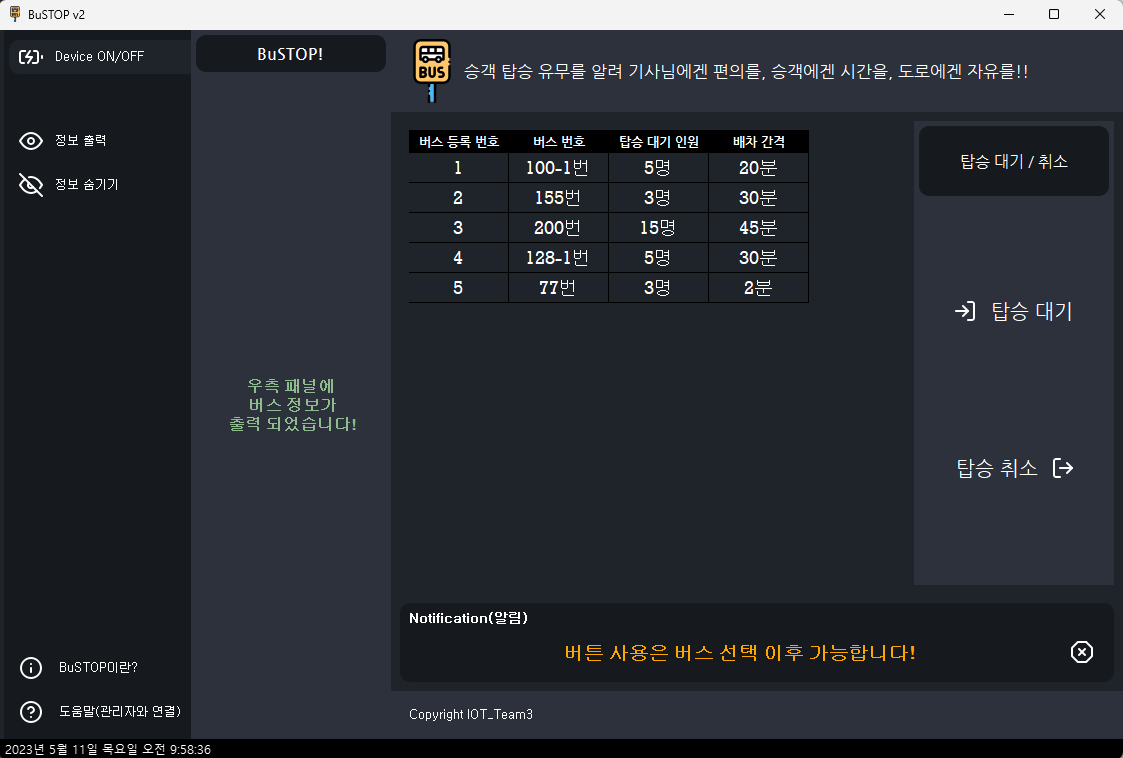 BuSTOP v2
Device ON/OFF
정보 출력
정보 숨기기
BuSTOP이란?
도움말(관리자와 연결)
BuSTOP!
우측 패널에
버스 정보가
출력 되었습니다!
BUS
승객 탑승 유무를 알려 기사님에겐 편의를, 승객에겐 시간을, 도로에겐 자유를!!
버스 등록 번호 버스 번호 탑승 대기 인원 배차 간격
1 100-1번 5명 20분
2 155번 3명 30분
3 200번 15명 45분
4 128-1번 5명 30분
5 77번 3명 2분
탑승 대기 / 취소
탑승 대기
탑승 취소
Notification(알림)
버튼 사용은 버스 선택 이후 가능합니다!
Copyright IOT_Team3
2023년 5월 11일 목요일 오전 9:58:36